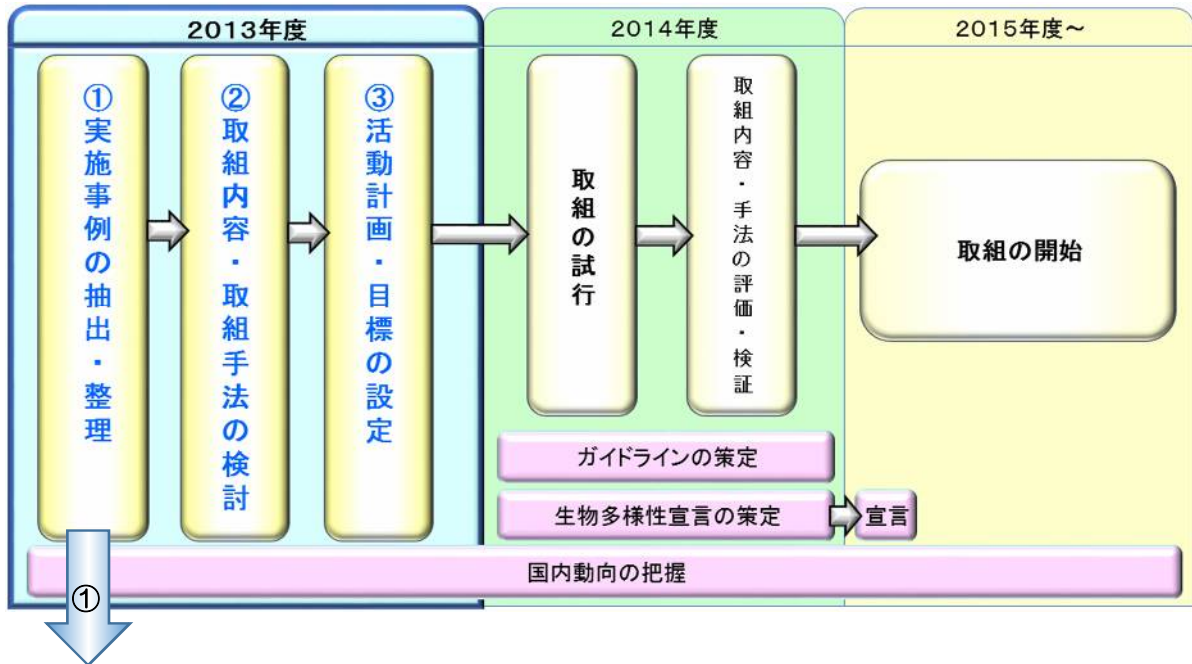 2013年度
2014年度
2015年度～
①実施事例の抽出・整理
②取組内容・取組手法の検討
③活動計画・目標の設定
取組の試行
取組内容・手法の評価・検証
取組の開始
ガイドラインの策定
生物多様性宣言の策定
宣言
国内動向の把握
①